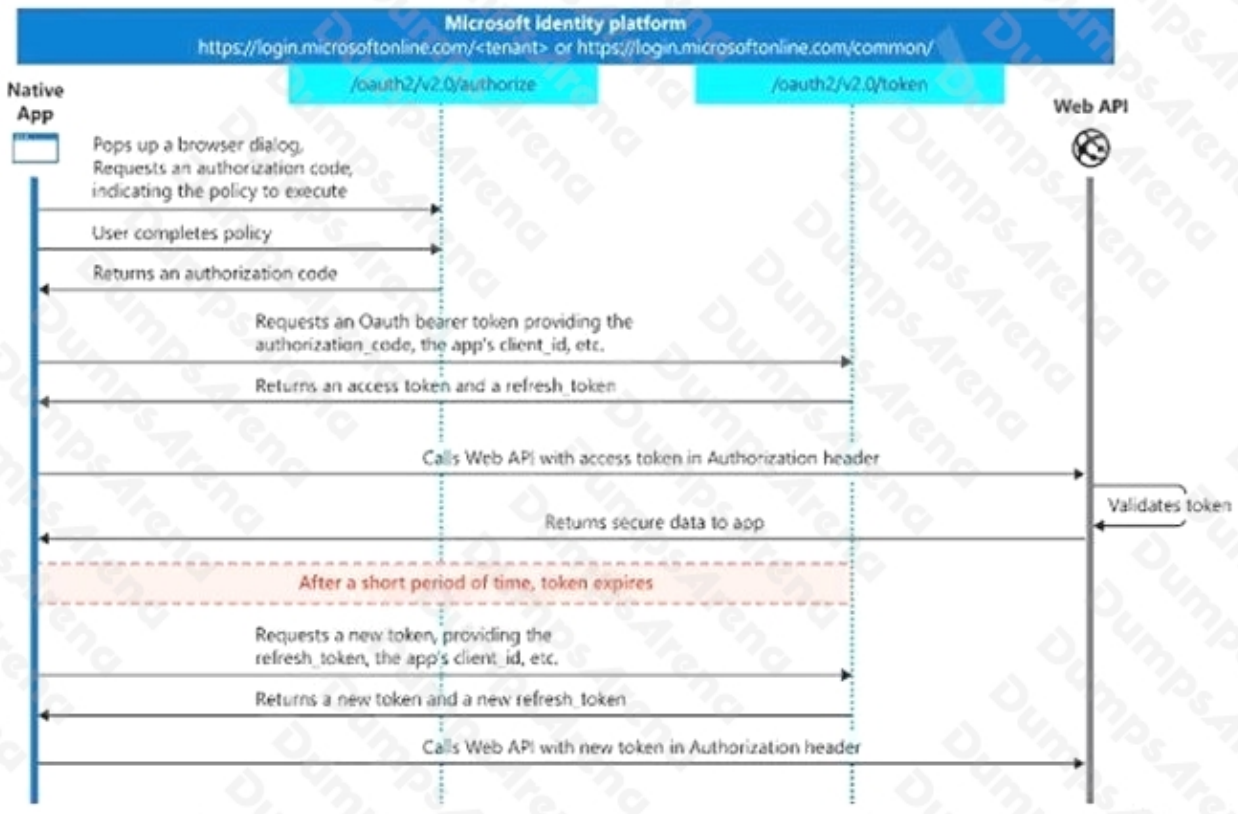 Microsoft identity platform
https://login.microsoftonline.com/<tenant> or https://login.microsoftonline.com/common/
/oauth2/v2.0/authorize
/oauth2/v2.0/token
Native
App
Web API
Pops up a browser dialog,
Requests an authorization code,
indicating the policy to execute
User completes policy
Returns an authorization code
Requests an Oauth bearer token providing the
authorization_code, the app's client_id, etc.
Returns an access token and a refresh_token
Calls Web API with access token in Authorization header
Validates token
Returns secure data to app
After a short period of time, token expires
Requests a new token, providing the
refresh_token, the app's client_id, etc.
Returns a new token and a new refresh_token
Calls Web API with new token in Authorization header
DumpsArena